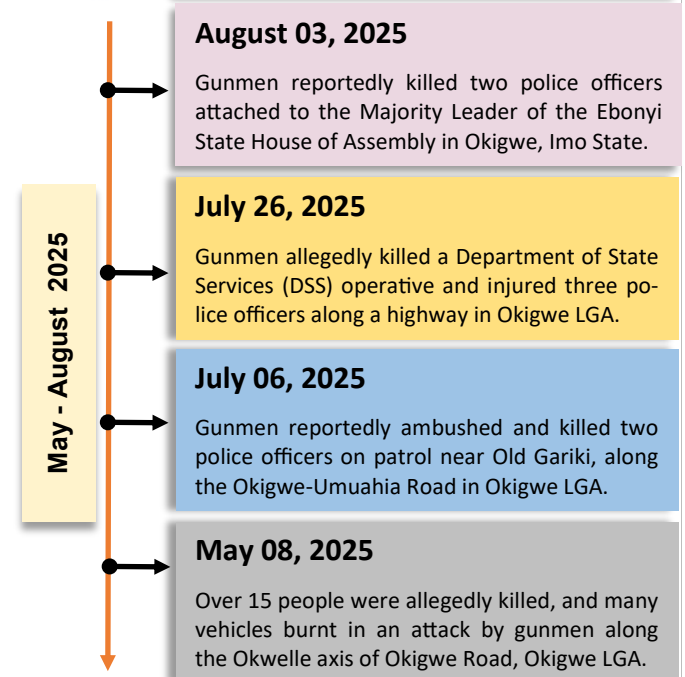 May - August 2025
August 03, 2025
Gunmen reportedly killed two police officers
attached to the Majority Leader of the Ebonyi
State House of Assembly in Okigwe, Imo State.
July 26, 2025
Gunmen allegedly killed a Department of State
Services (DSS) operative and injured three po-
lice officers along a highway in Okigwe LGA.
July 06, 2025
Gunmen reportedly ambushed and killed two
police officers on patrol near Old Gariki, along
the Okigwe-Umuahia Road in Okigwe LGA.
May 08, 2025
Over 15 people were allegedly killed, and many
vehicles burnt in an attack by gunmen along
the Okwelle axis of Okigwe Road, Okigwe LGA.